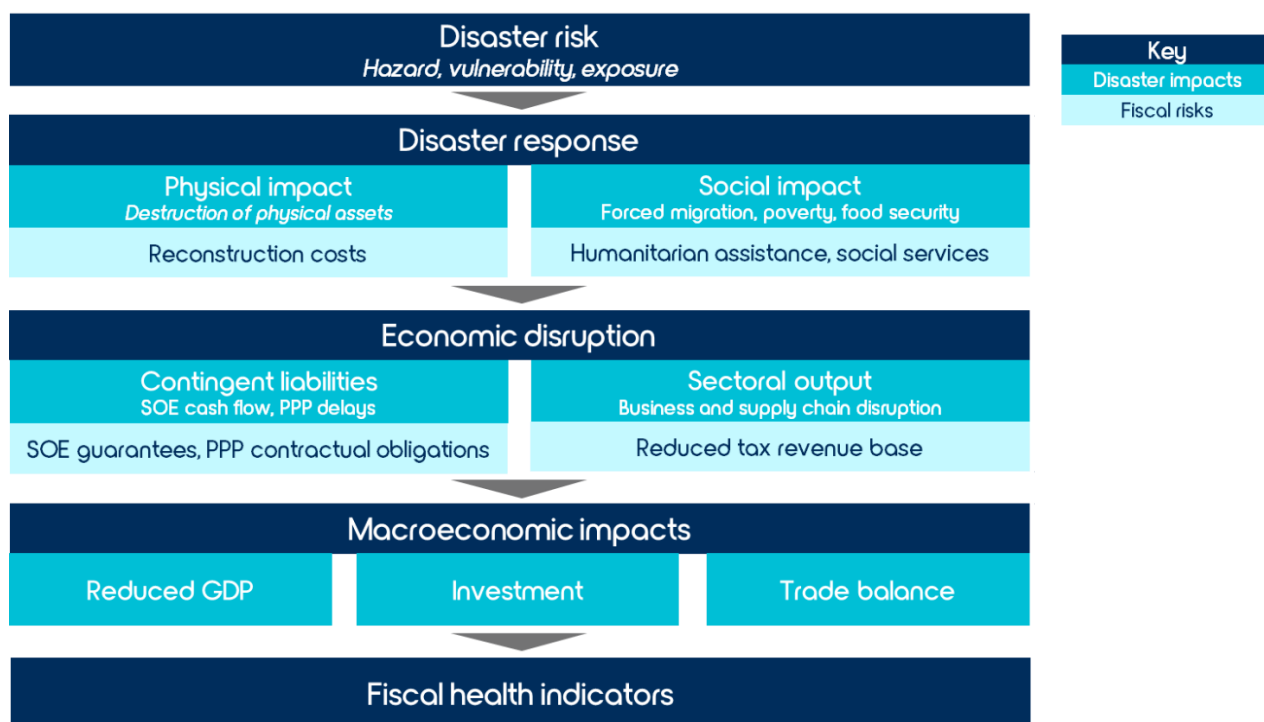 Disaster risk
Hazard, vulnerability, exposure
Key
Disaster impacts
Fiscal risks
Disaster response
Physical impact
Destruction of physical assets
Reconstruction costs
Social impact
Forced migration, poverty, food security
Humanitarian assistance, social services
Economic disruption
Contingent liabilities
SOE cash flow, PPP delays
SOE guarantees, PPP contractual obligations
Sectoral output
Business and supply chain disruption
Reduced tax revenue base
Macroeconomic impacts
Reduced GDP
Investment
Trade balance
Fiscal health indicators